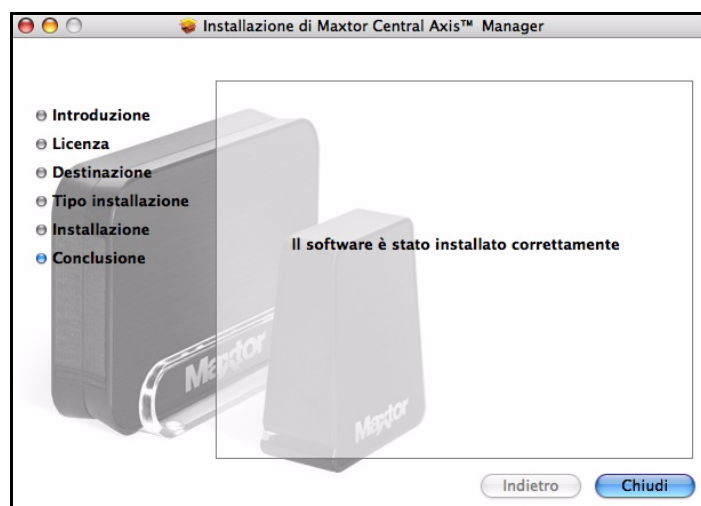 Installazione di Maxtor Central Axis™ Manager
Introduzione
Licenza
Destinazione
Tipo installazione
Installazione
Conclusione
Il software è stato installato correttamente
Maxtor
Maxtor
Indietro
Chiudi